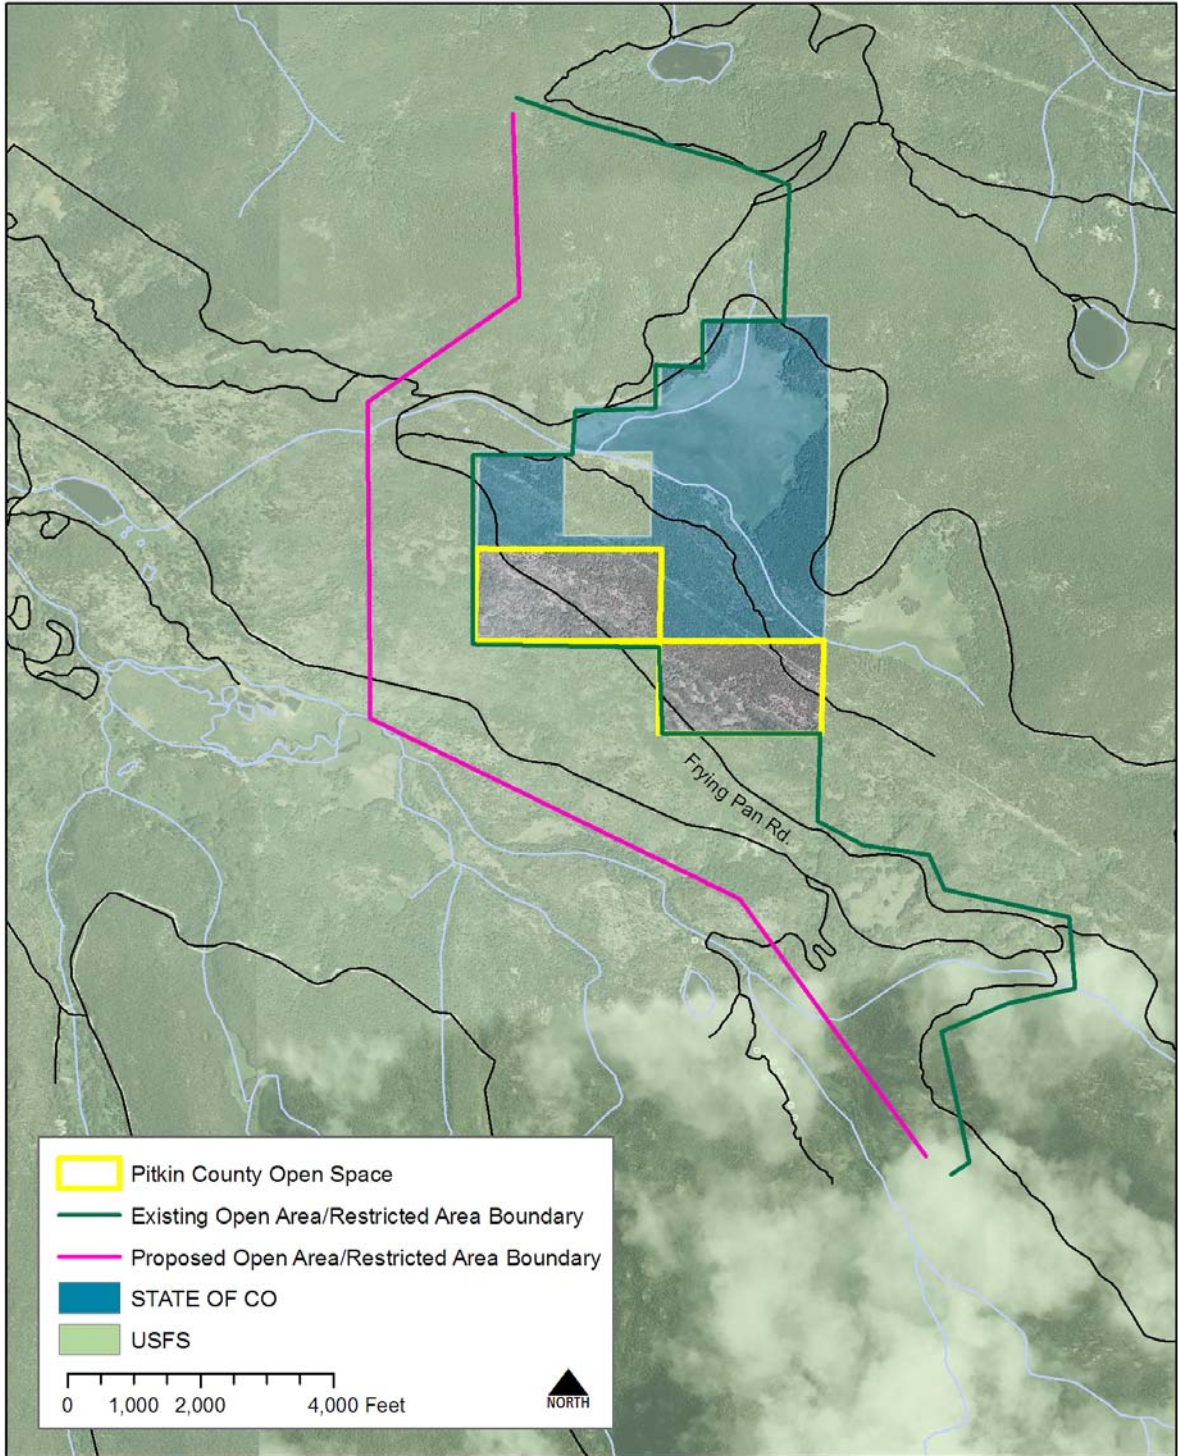 Frying Pan Rd.
Pitkin County Open Space
Existing Open Area/Restricted Area Boundary
Proposed Open Area/Restricted Area Boundary
STATE OF CO
USFS
0 1,000 2,000 4,000 Feet
NORTH